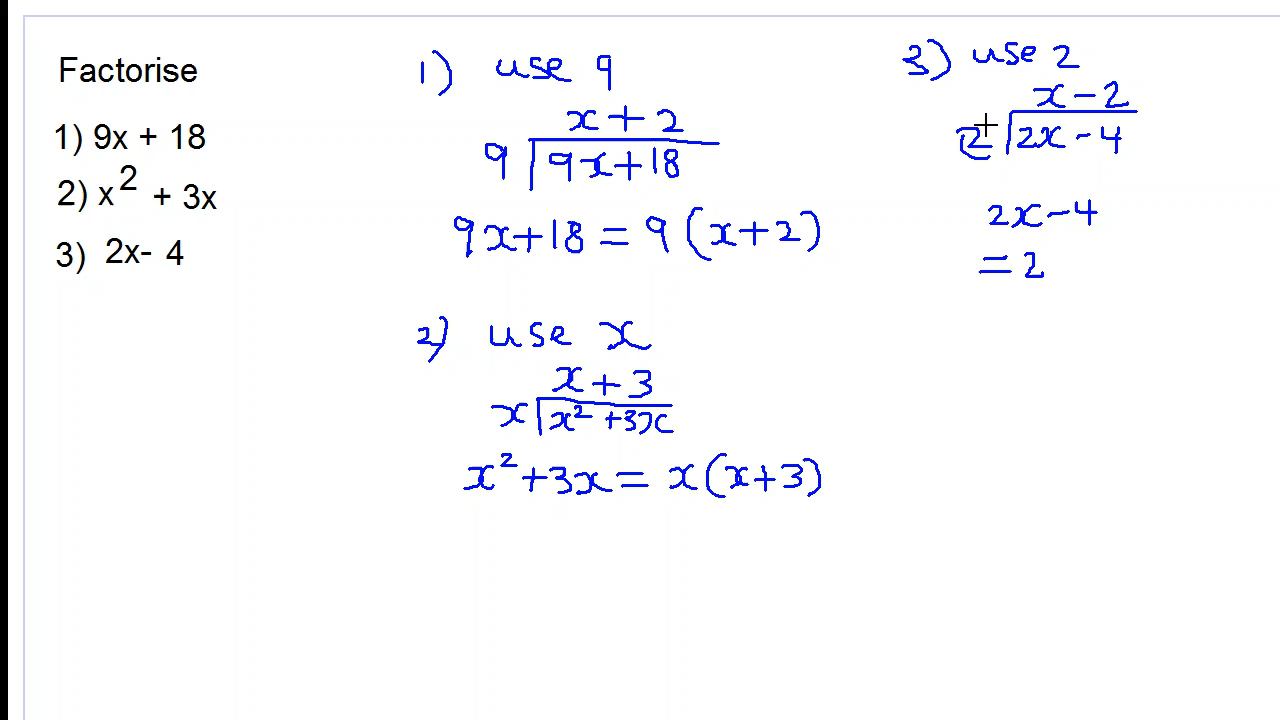 Factorise
1) 9x + 18
2) x² + 3x
3) 2x- 4
1) use 9
x + 2
9 9x+18
9x+18 = 9 (x+2)
2) use x
x + 3
x x² +3x
x² +3x = x(x+3)
3) use 2
x - 2
2 2x - 4
2x - 4
= 2